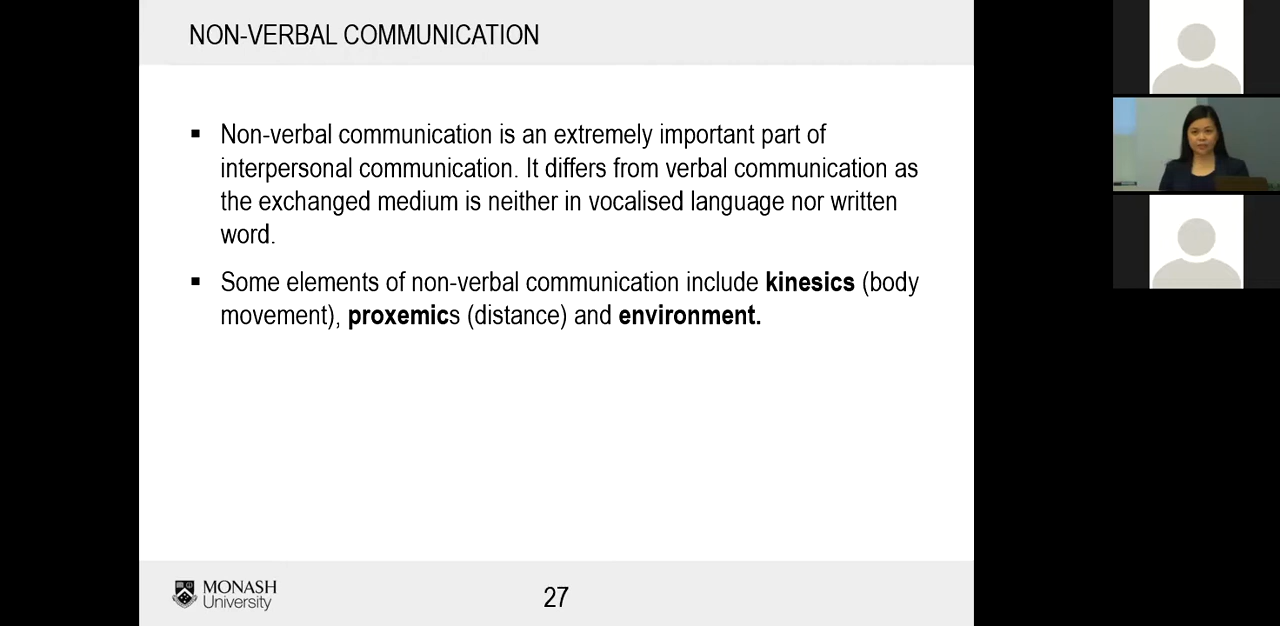 NON-VERBAL COMMUNICATION
▪ Non-verbal communication is an extremely important part of
interpersonal communication. It differs from verbal communication as
the exchanged medium is neither in vocalised language nor written
word.
▪ Some elements of non-verbal communication include kinesics (body
movement), proxemics (distance) and environment.
MONASH
University
27